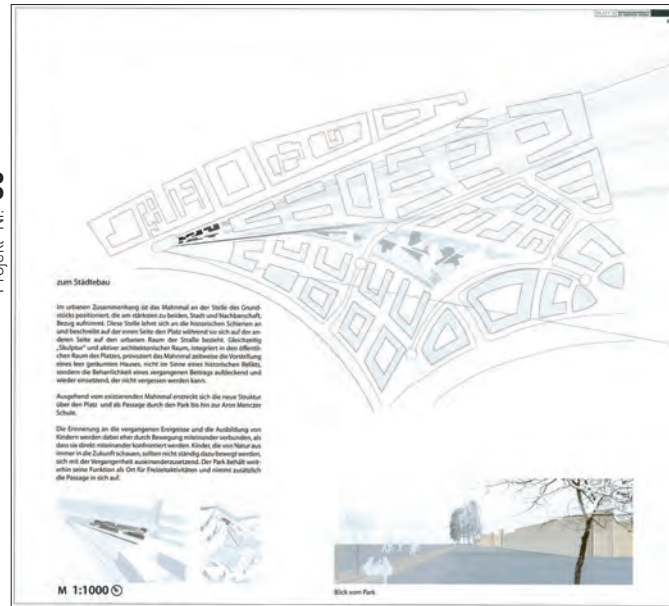 Projekt Nr.
zum Städtebau
Im urbanen Zusammenhang ist das Mahnmal an der Stelle des Grund-
stücks positioniert, die am stärksten zu beiden, Stadt und Nachbarschaft,
Bezug aufnimmt. Diese Stelle lehnt sich an die historischen Schienen an
und beschreibt auf der einen Seite den Platz während sie sich auf der an-
deren Seite auf den urbanen Raum der Straße bezieht. Gleichzeitig
„Skulptur" und aktiver architektonischer Raum, integriert in den öffentli-
chen Raum des Platzes, provoziert das Mahnmal zeitweise die Vorstellung
eines leer geräumten Hauses, nicht im Sinne eines historischen Relikts,
sondern die Beharrlichkeit eines vergangenen Beitrags aufdeckend und
wieder einsetzend, der nicht vergessen werden kann.
Ausgehend vom existierenden Mahnmal erstreckt sich die neue Struktur
über den Platz und als Passage durch den Park bis hin zur Aron Menczer
Schule.
Die Erinnerung an die vergangenen Ereignisse und die Ausbildung von
Kindern werden dabei eher durch Bewegung miteinander verbunden, als
dass sie direkt miteinander konfrontiert werden. Kinder, die von Natur aus
immer in die Zukunft schauen, sollten nicht ständig dazu bewegt werden,
sich mit der Vergangenheit auseinanderzusetzend. Der Park behält weit-
erhin seine Funktion als Ort für Freizeitaktivitäten und nimmt zusätzlich
die Passage in sich auf.
M 1:1000
Blick vom Park